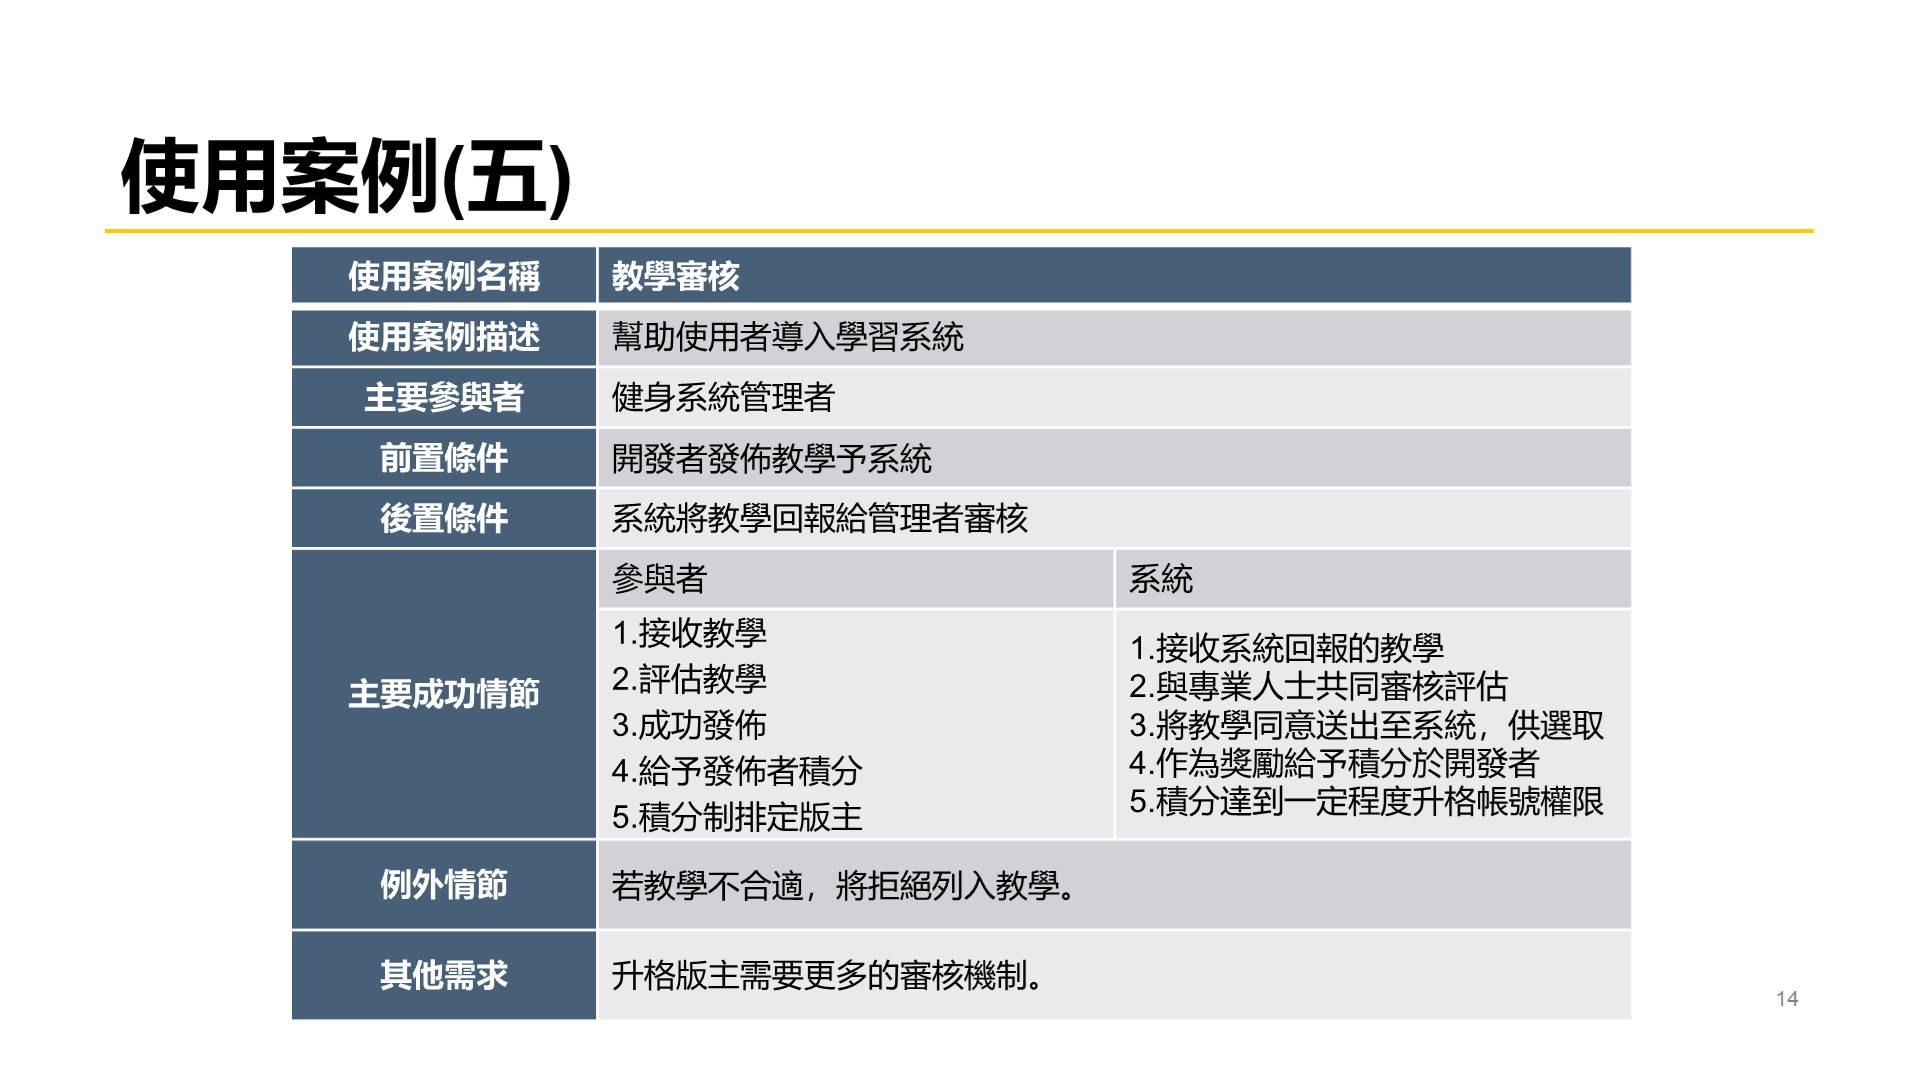 使用案例(五)
使用案例名稱 教學審核
使用案例描述 幫助使用者導入學習系統
主要參與者 健身系統管理者
前置條件 開發者發佈教學予系統
後置條件 系統將教學回報給管理者審核
主要成功情節
參與者
1.接收教學
2.評估教學
3.成功發佈
4.給予發佈者積分
5.積分制排定版主
系統
1.接收系統回報的教學
2.與專業人士共同審核評估
3.將教學同意送出至系統，供選取
4.作為獎勵給予積分於開發者
5.積分達到一定程度升格帳號權限
例外情節 若教學不合適，將拒絕列入教學。
其他需求 升格版主需要更多的審核機制。
14